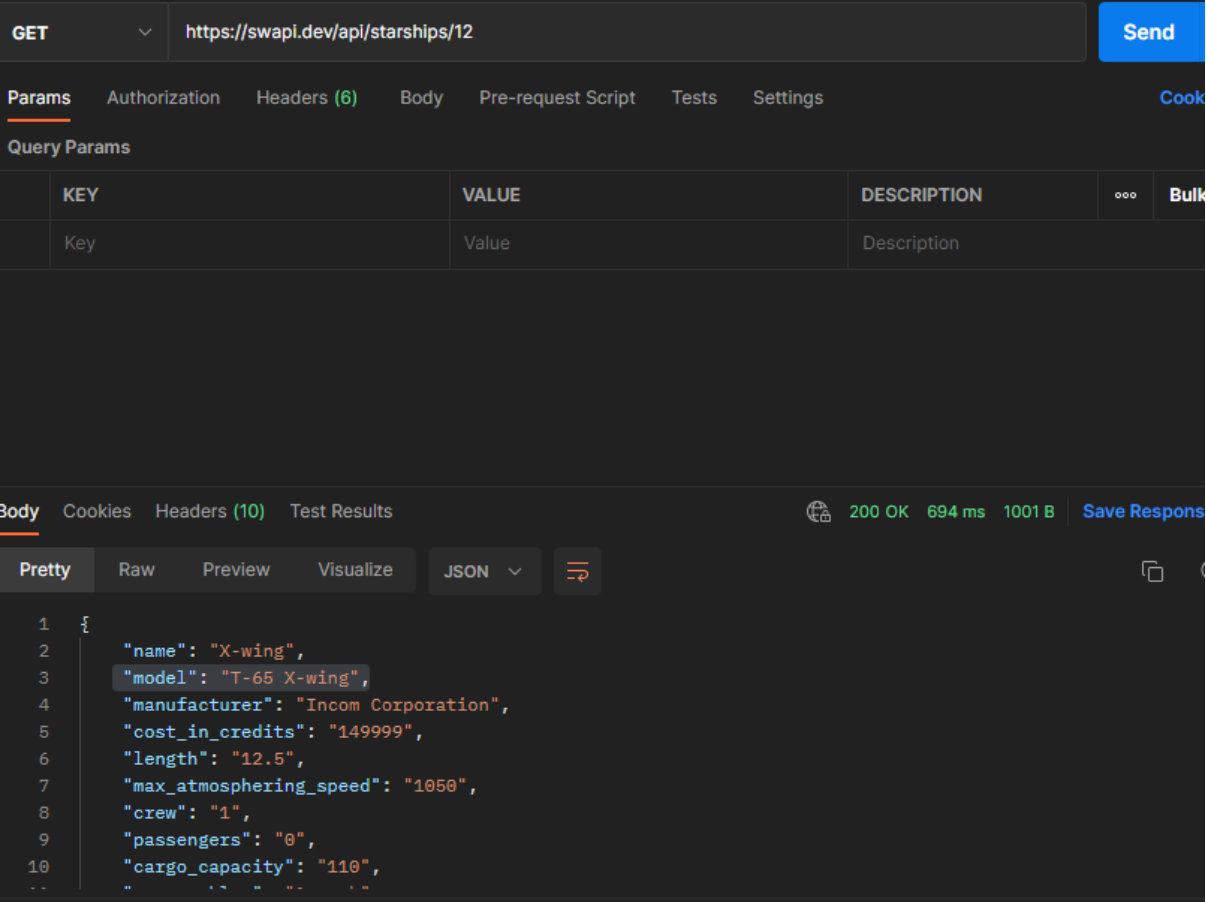 GET https://swapi.dev/api/starships/12 Send
Params Authorization Headers (6) Body Pre-request Script Tests Settings Cook
Query Params
KEY VALUE DESCRIPTION ooo Bulk
Key Value Description
Body Cookies Headers (10) Test Results 200 OK 694 ms 1001 B Save Respons
Pretty Raw Preview Visualize JSON
1 {
2 "name": "X-wing",
3 "model": "T-65 X-wing",
4 "manufacturer": "Incom Corporation",
5 "cost_in_credits": "149999",
6 "length": "12.5",
7 "max_atmosphering_speed": "1050",
8 "crew": "1",
9 "passengers": "0",
10 "cargo_capacity": "110",